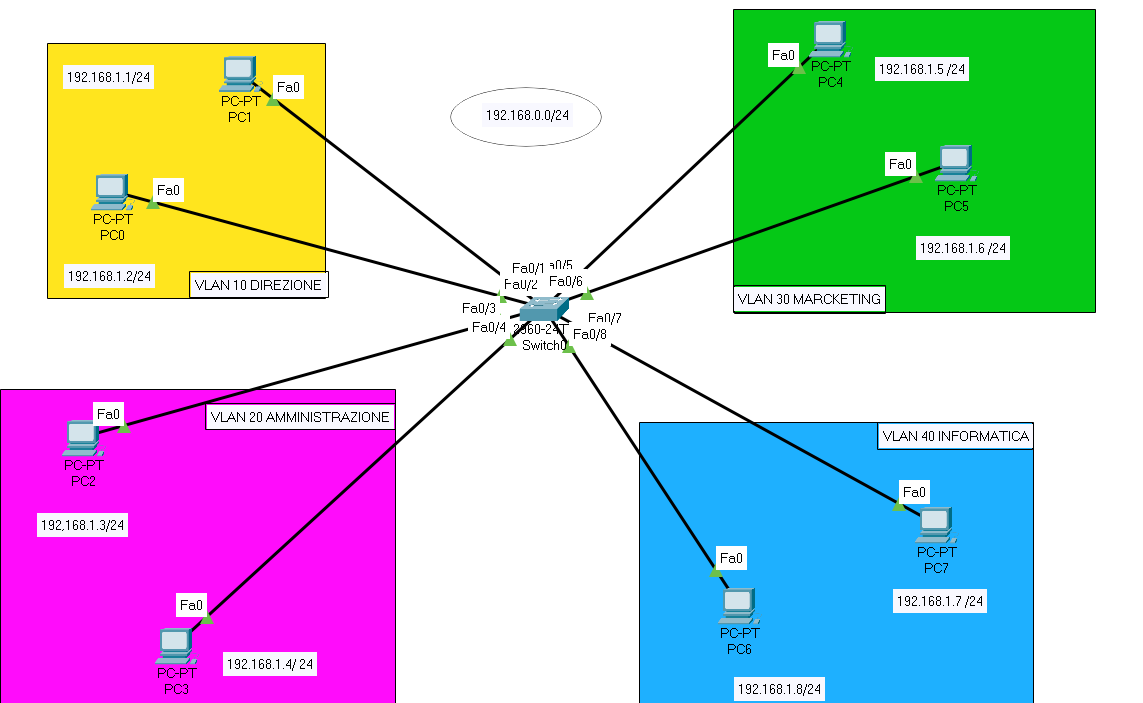 192.168.1.1/24
PC-PT
PC1
Fa0
PC-PT
PC0
Fa0
192.168.1.2/24
VLAN 10 DIREZIONE
192.168.0.0/24
Fa0
PC-PT
PC4
192.168.1.5 /24
Fa0
PC-PT
PC5
192.168.1.6 /24
VLAN 30 MARCKETING
Fa0/1
Fa0/2
Fa0/6
Fa0/3
Fa0/4
Fa0/7
Fa0/8
2960-24T
Switch0
Fa0
VLAN 20 AMMINISTRAZIONE
PC-PT
PC2
192,168.1.3/24
Fa0
PC-PT
PC3
192.168.1.4/ 24
VLAN 40 INFORMATICA
Fa0
PC-PT
PC7
192.168.1.7 /24
Fa0
PC-PT
PC6
192.168.1.8/24